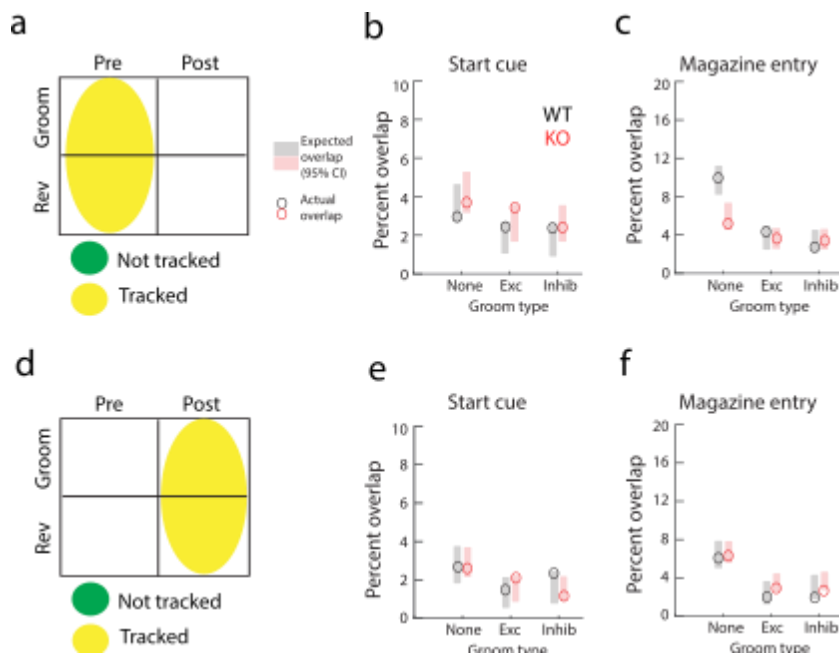 a
Pre Post
Groom
Rev
Not tracked
Tracked
Expected
overlap
(95% CI)
Actual
overlap
b
Start cue
Percent overlap
10
8
6
4
2
0
WT
KO
None Exc Inhib
Groom type
c
Magazine entry
Percent overlap
20
16
12
8
4
0
None Exc Inhib
Groom type
d
Pre Post
Groom
Rev
Not tracked
Tracked
e
Start cue
Percent overlap
10
8
6
4
2
0
None Exc Inhib
Groom type
f
Magazine entry
Percent overlap
20
16
12
8
4
0
None Exc Inhib
Groom type